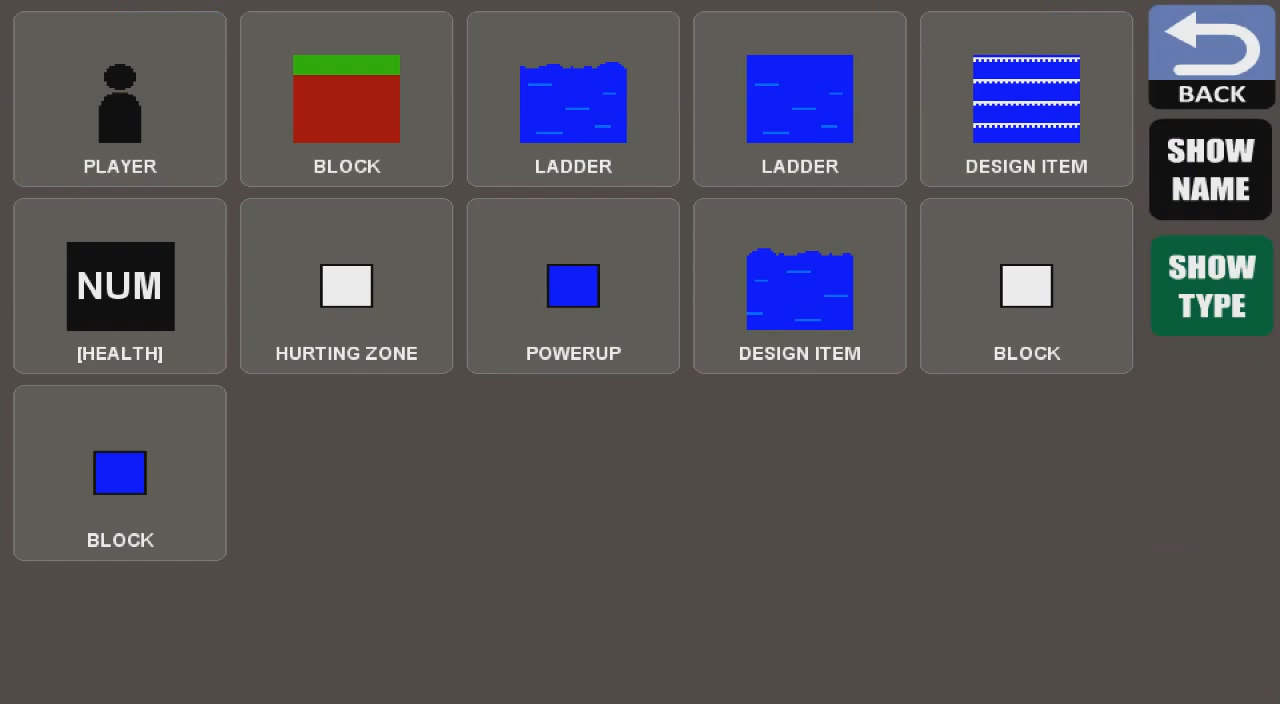 PLAYER
BLOCK
LADDER
LADDER
DESIGN ITEM
BACK
SHOW
NAME
NUM
[HEALTH]
HURTING ZONE
POWERUP
DESIGN ITEM
BLOCK
SHOW
TYPE
BLOCK